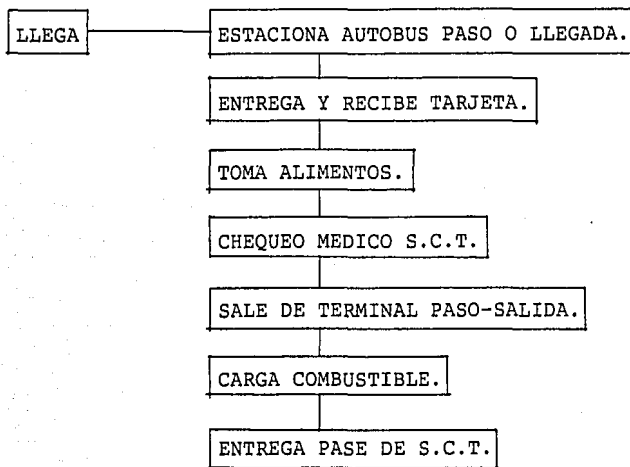 LLEGA
ESTACIONA AUTOBUS PASO O LLEGADA.
ENTREGA Y RECIBE TARJETA.
TOMA ALIMENTOS.
CHEQUEO MEDICO S.C.T.
SALE DE TERMINAL PASO-SALIDA.
CARGA COMBUSTIBLE.
ENTREGA PASE DE S.C.T.